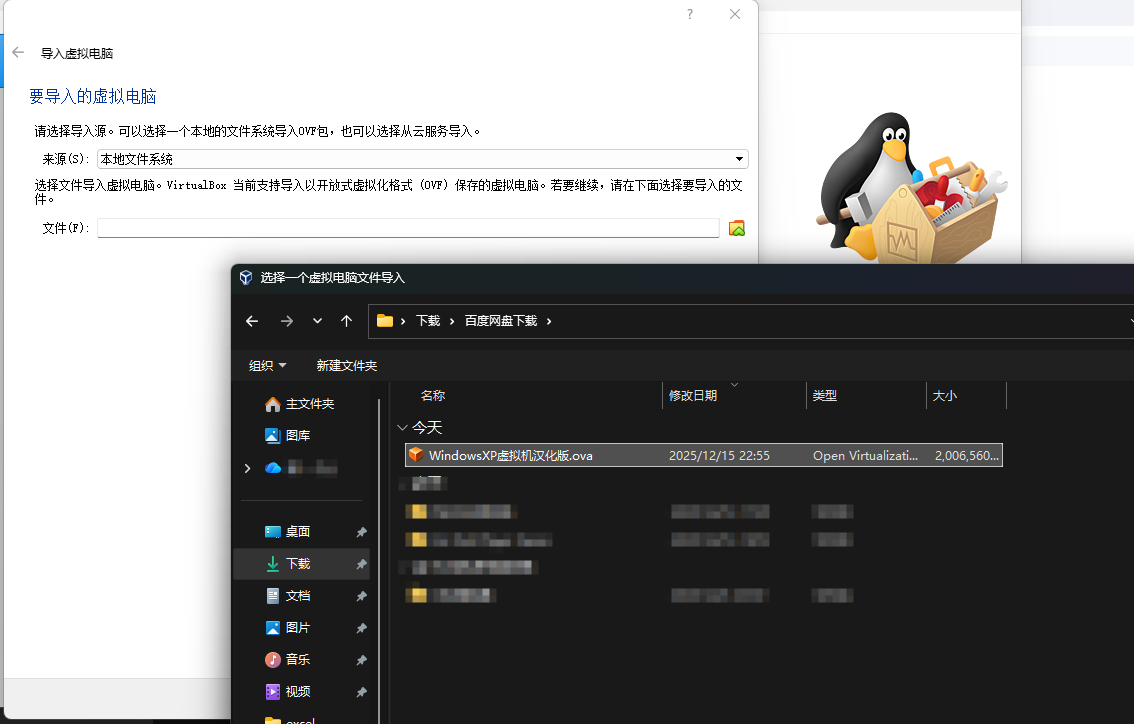 ?
导入虚拟电脑
要导入的虚拟电脑
请选择导入源。可以选择一个本地的文件系统导入OVF包，也可以选择从云服务导入。
来源(S): 本地文件系统
选择文件导入虚拟电脑。VirtualBox 当前支持导入以开放式虚拟化格式（OVF）保存的虚拟电脑。若要继续，请在下面选择要导入的文
件。
文件(F):
选择一个虚拟电脑文件导入
下载 百度网盘下载
组织 新建文件夹
名称 修改日期 类型 大小
主文件夹
图库
桌面
下载
文档
图片
音乐
视频
excel
今天
WindowsXP虚拟机汉化版.ova 2025/12/15 22:55 Open Virtualizati... 2,006,560...